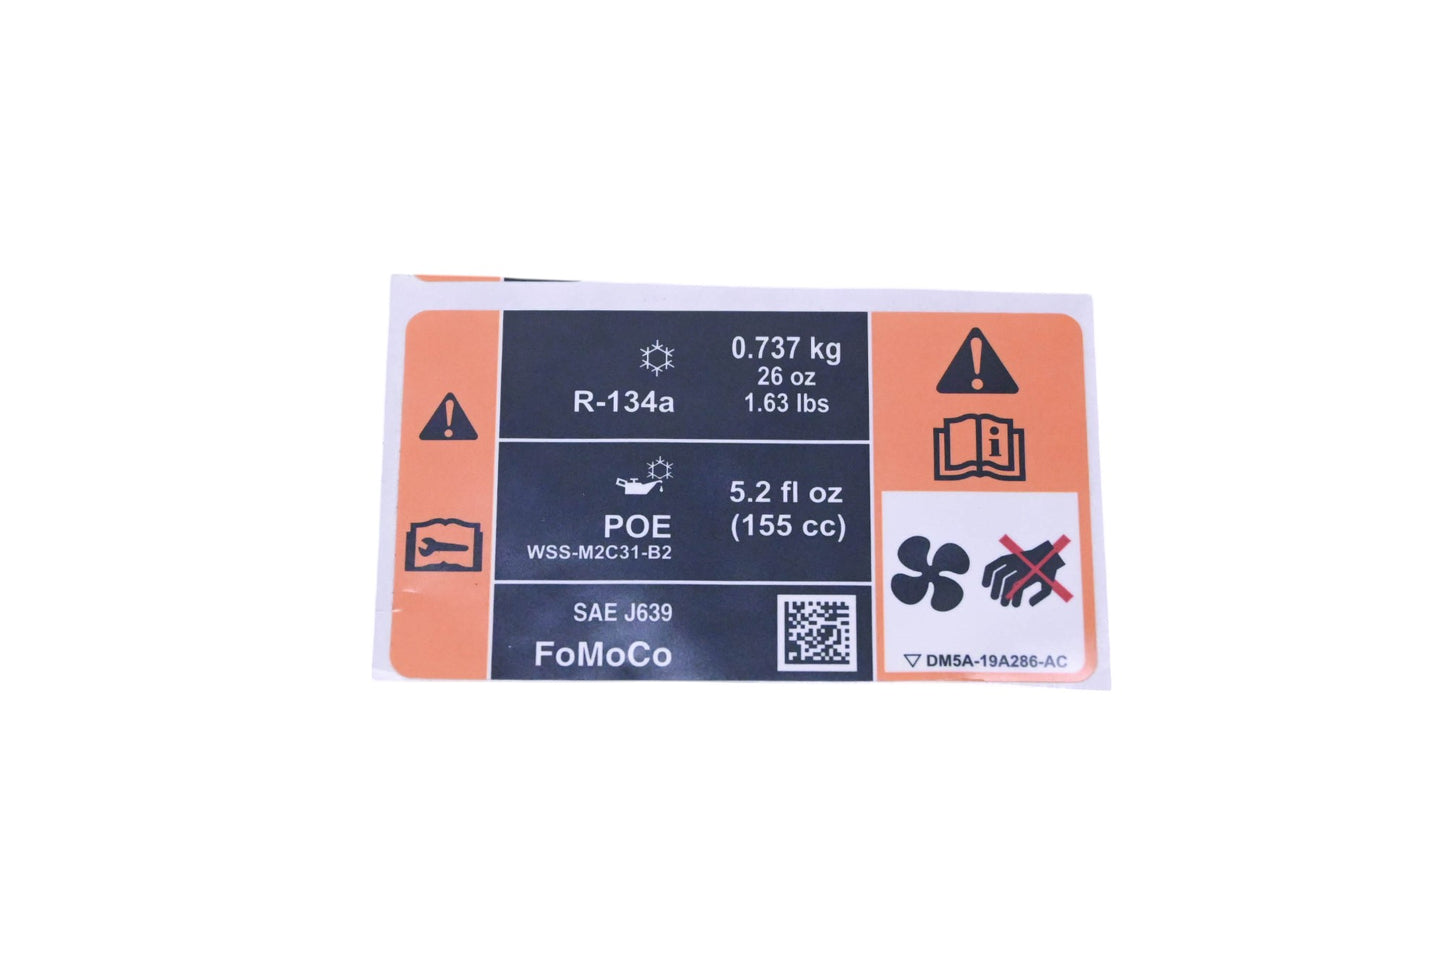 R-134a
0.737 kg
26 oz
1.63 lbs
POE
WSS-M2C31-B2
5.2 fl oz
(155 cc)
SAE J639
FoMoCo
DM5A-19A286-AC